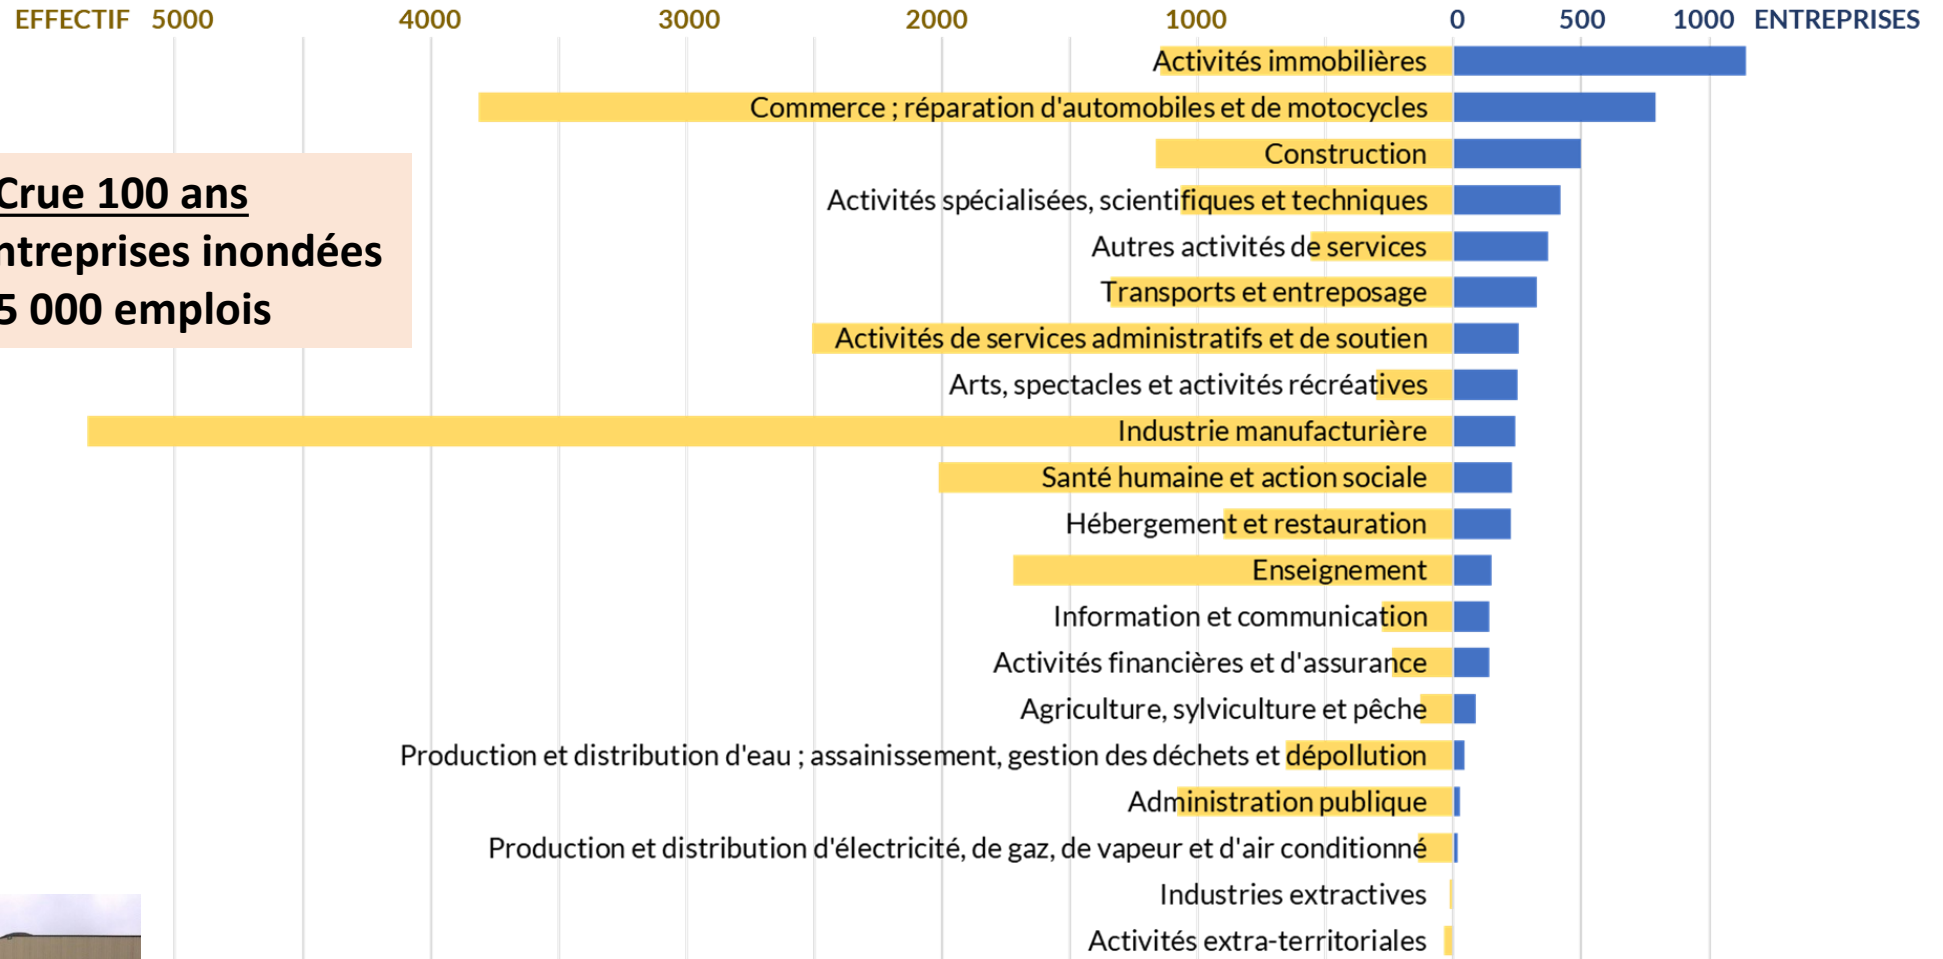 EFFECTIF 5000 4000 3000 2000 1000 0 500 1000 ENTREPRISES
Activités immobilières
Commerce ; réparation d'automobiles et de motocycles
Construction
Crue 100 ans
entreprises inondées
5 000 emplois
Activités spécialisées, scientifiques et techniques
Autres activités de services
Transports et entreposage
Activités de services administratifs et de soutien
Arts, spectacles et activités récréatives
Industrie manufacturière
Santé humaine et action sociale
Hébergement et restauration
Enseignement
Information et communication
Activités financières et d'assurance
Agriculture, sylviculture et pêche
Production et distribution d'eau ; assainissement, gestion des déchets et dépollution
Administration publique
Production et distribution d'électricité, de gaz, de vapeur et d'air conditionné
Industries extractives
Activités extra-territoriales